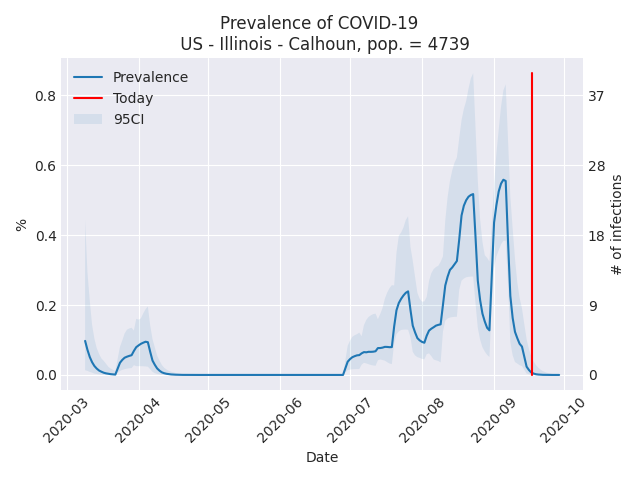 Prevalence of COVID-19
US - Illinois - Calhoun, pop. = 4739
Prevalence
Today
95CI
%
0.8
0.6
0.4
0.2
0.0
37
28
18
9
0
# of infections
2020-03
2020-04
2020-05
2020-06
2020-07
2020-08
2020-09
2020-10
Date